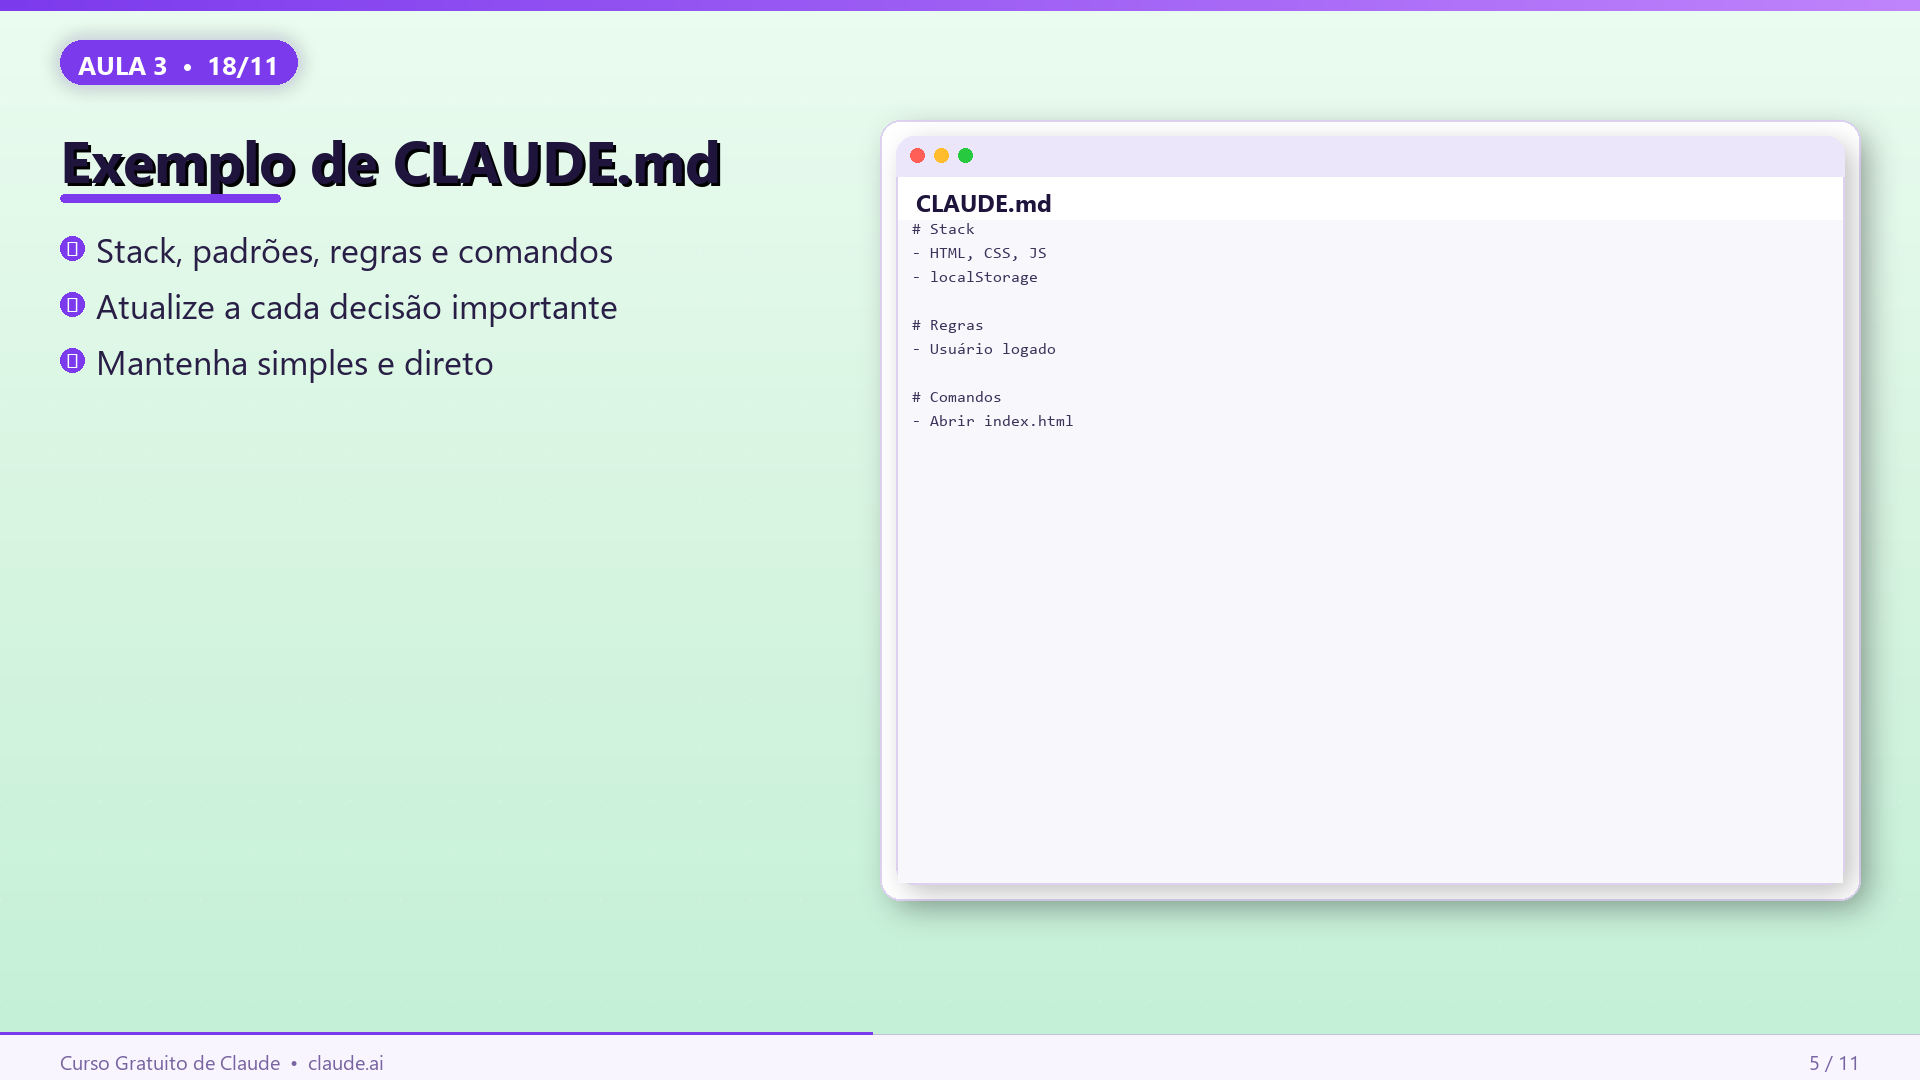 AULA 3 • 18/11
Exemplo de CLAUDE.md
Stack, padrões, regras e comandos
Atualize a cada decisão importante
Mantenha simples e direto
CLAUDE.md
# Stack
- HTML, CSS, JS
- localStorage
# Regras
- Usuário logado
# Comandos
- Abrir index.html
Curso Gratuito de Claude • claude.ai
5 / 11